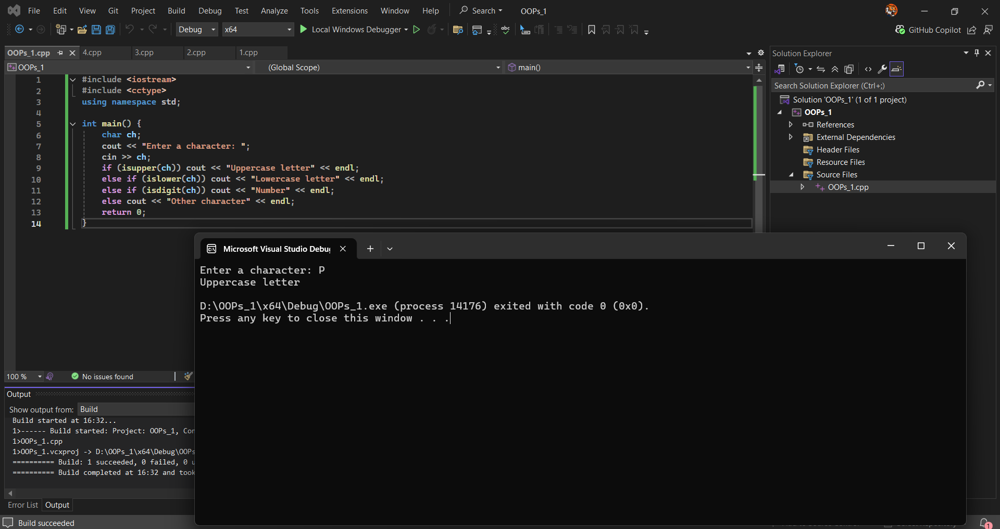 File Edit View Git Project Build Debug Test Analyze Tools Extensions Window Help Search OOPs_1
Debug x64 Local Windows Debugger GitHub Copilot
OOPs_1.cpp 4.cpp 3.cpp 2.cpp 1.cpp
OOPs_1 (Global Scope) main()
1 #include <iostream>
2 #include <cctype>
3 using namespace std;
4
5 int main() {
6 char ch;
7 cout << "Enter a character: ";
8 cin >> ch;
9 if (isupper(ch)) cout << "Uppercase letter" << endl;
10 else if (islower(ch)) cout << "Lowercase letter" << endl;
11 else if (isdigit(ch)) cout << "Number" << endl;
12 else cout << "Other character" << endl;
13 return 0;
14 }
Solution Explorer
Search Solution Explorer (Ctrl+;)
Solution 'OOPs_1' (1 of 1 project)
OOPs_1
References
External Dependencies
Header Files
Resource Files
Source Files
OOPs_1.cpp
Microsoft Visual Studio Debu
Enter a character: P
Uppercase letter
D:\OOPs_1\x64\Debug\OOPs_1.exe (process 14176) exited with code 0 (0x0).
Press any key to close this window . . .
100 % No issues found
Output
Show output from: Build
Build started at 16:32...
1>------ Build started: Project: OOPs_1, Con
1>OOPs_1.cpp
1>OOPs_1.vcxproj -> D:\OOPs_1\x64\Debug\OOPs
========== Build: 1 succeeded, 0 failed, 0 u
========== Build completed at 16:32 and took
Error List Output
Build succeeded
1